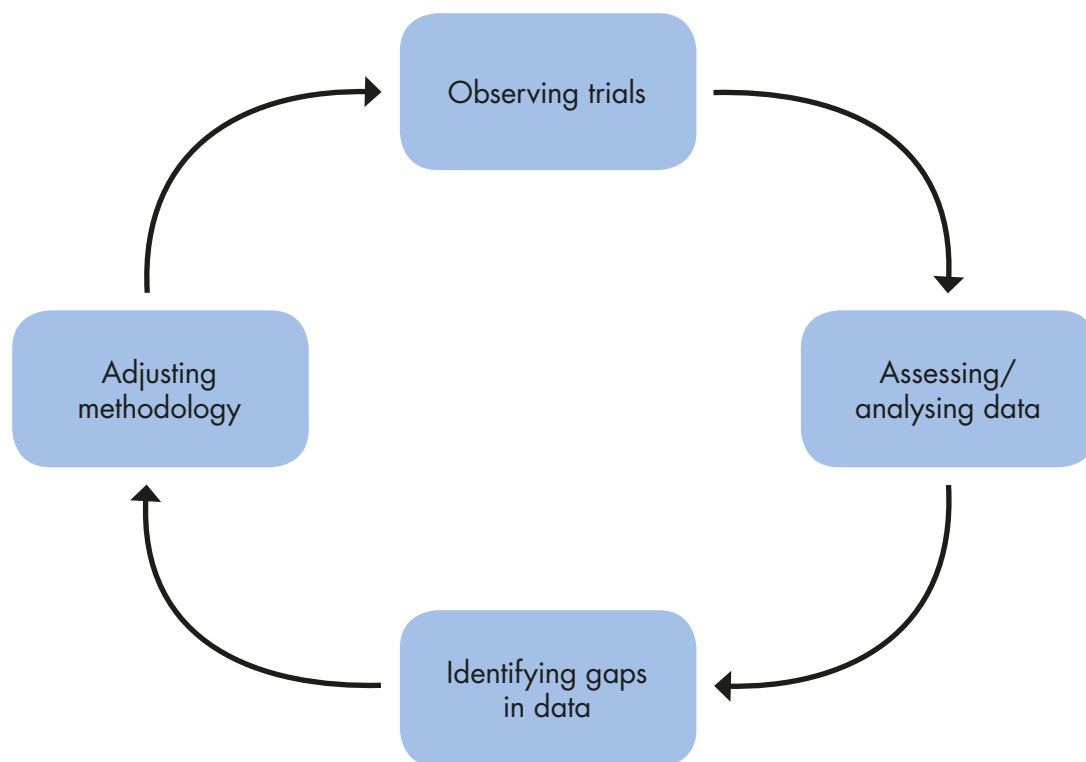 Observing trials
Assessing/
analysing data
Identifying gaps
in data
Adjusting
methodology